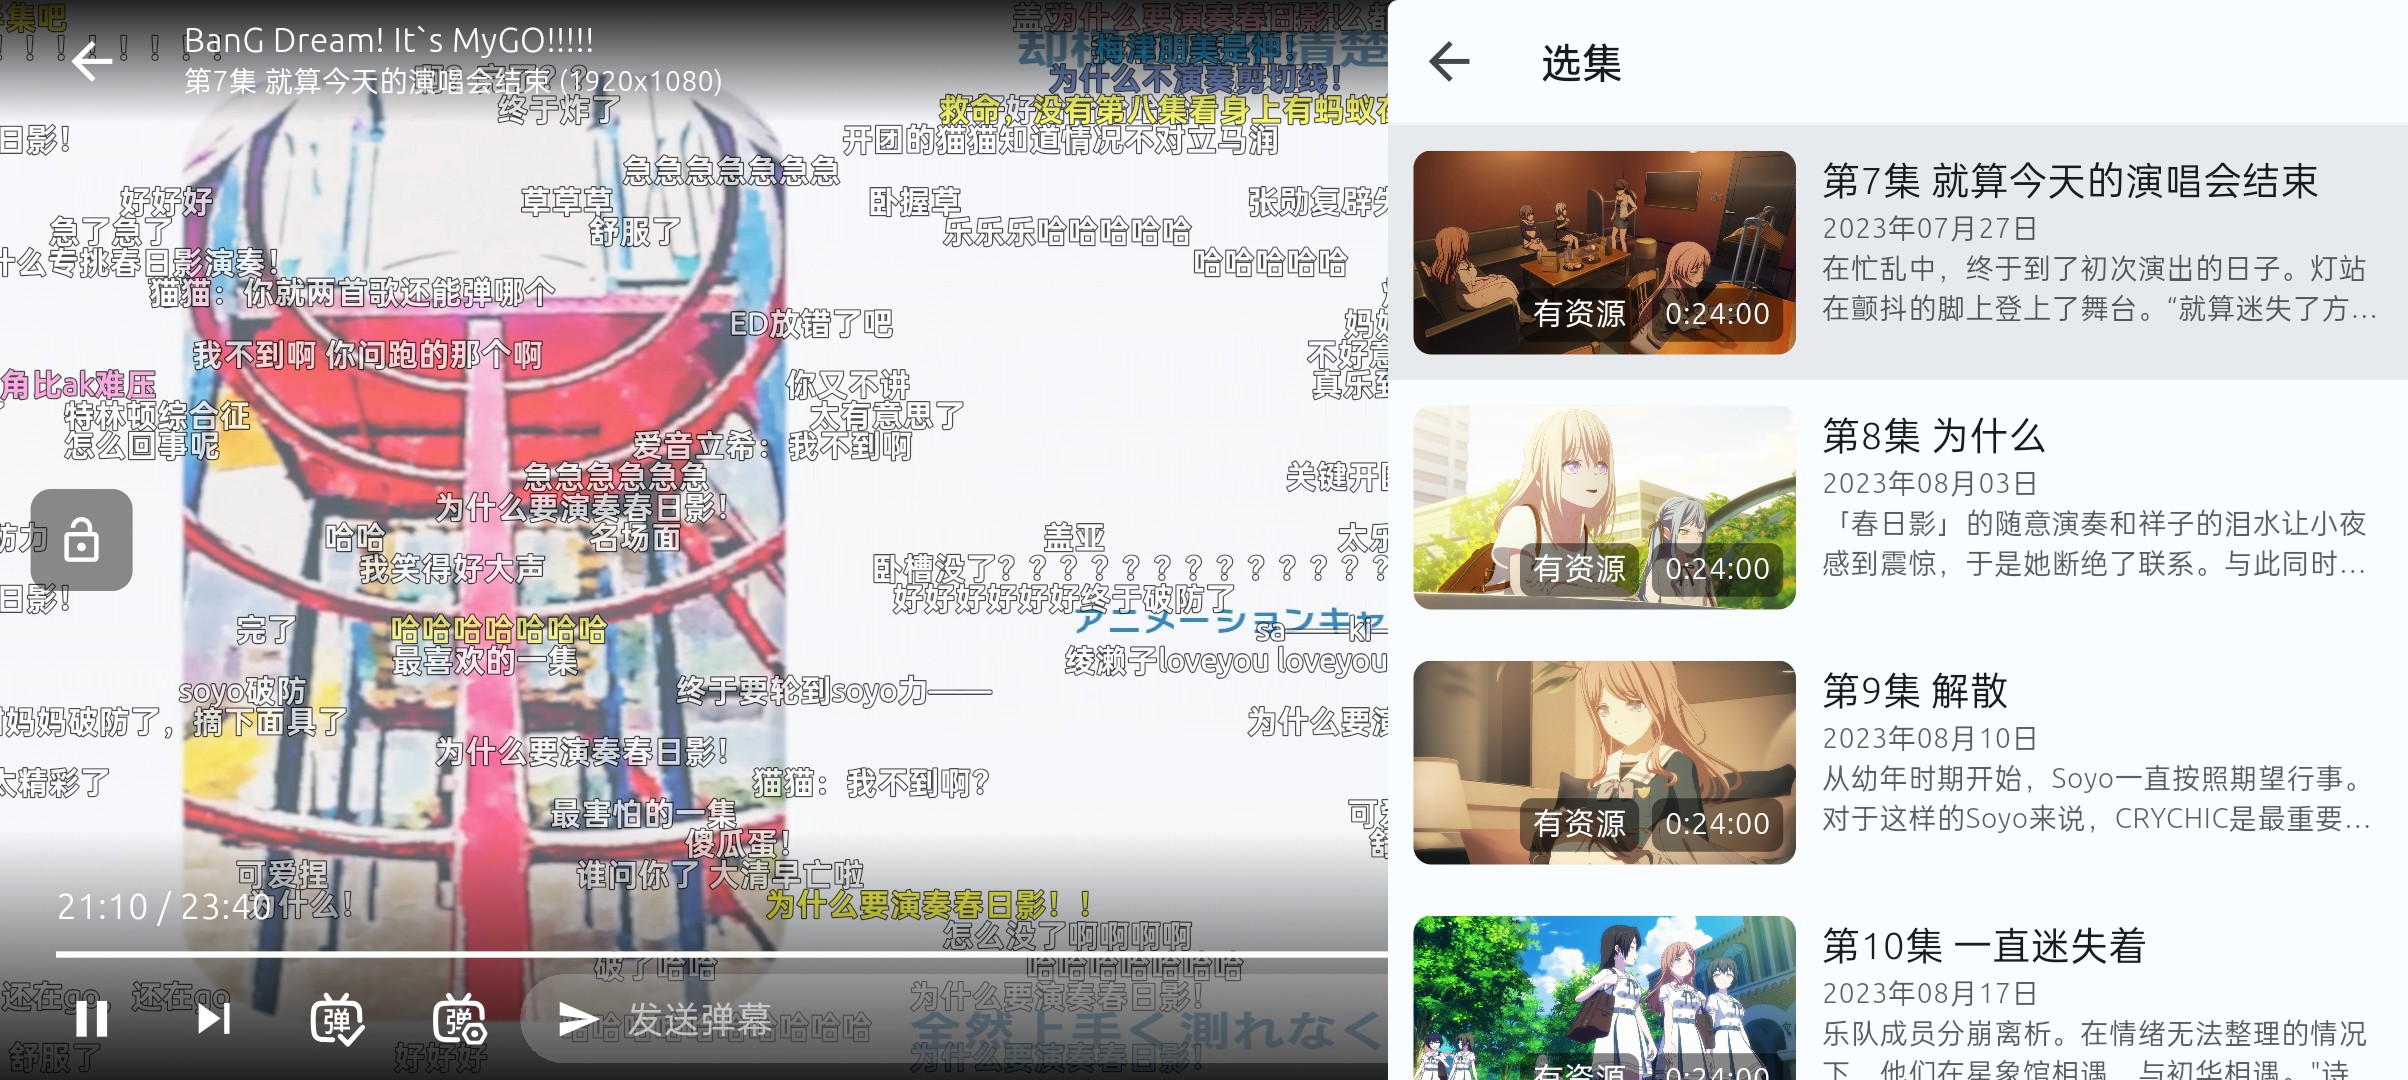 BanG Dream! It`s MyGO!!!!!
第7集 就算今天的演唱会结束 (1920x1080)
为什么要演奏春日影!
梅津朋美是神!
为什么不演奏剪切线!
终于炸了
救命，好
没有第八集看身上有蚂蚁在
日影!
开团的猫猫知道情况不对立马润
急急急急急急急
好好好
草草草
卧握草
张勋复辟失
急了急了
舒服了
乐乐乐哈哈哈哈哈
什么专挑春日影演奏!
哈哈哈哈哈
猫猫：你就两首歌还能弹哪个
ED放错了吧
我不到啊 你问跑的那个啊
不好意
角比ak难压
你又不讲
真乐
特林顿综合征
太有意思了
怎么回事呢
爱音立希：我不到啊
急急急急急急
关键开
为什么要演奏春日影!
防力
哈哈
名场面
盖亚
太乐
我笑得好大声
卧槽没了? ? ? ? ? ? ? ? ? ? ? ? ?
日影!
好好好好好好终于破防了
アニメーションキャ
完了
哈哈哈哈哈哈哈
sa——ki—
最喜欢的一集
绫濑子loveyou loveyou
soyo破防
终于要轮到soyo力——
妈妈破防了，摘下面具了
为什么要演
为什么要演奏春日影!
太精彩了
猫猫：我不到啊?
最害怕的一集
可爱
傻瓜蛋!
可爱捏
谁问你了 大清早亡啦
21:10 / 23:40
为什么!
为什么要演奏春日影! !
怎么没了啊啊啊啊
破了哈哈
哈哈哈哈哈哈哈
还在go，还在go
为什么要演奏春日影!
发送弹幕
全然上手く測れなく
舒服了
好好好
为什么要演奏春日影!
选集
第7集 就算今天的演唱会结束
2023年07月27日
在忙乱中，终于到了初次演出的日子。灯站
在颤抖的脚上登上了舞台。“就算迷失了方…
有资源
0:24:00
第8集 为什么
2023年08月03日
「春日影」的随意演奏和祥子的泪水让小夜
感到震惊，于是她断绝了联系。与此同时…
有资源
0:24:00
第9集 解散
2023年08月10日
从幼年时期开始，Soyo一直按照期望行事。
对于这样的Soyo来说，CRYCHIC是最重要…
有资源
0:24:00
第10集 一直迷失着
2023年08月17日
乐队成员分崩离析。在情绪无法整理的情况
下，他们在星象馆相遇，与初华相遇。"诗
有资源
0:24:00